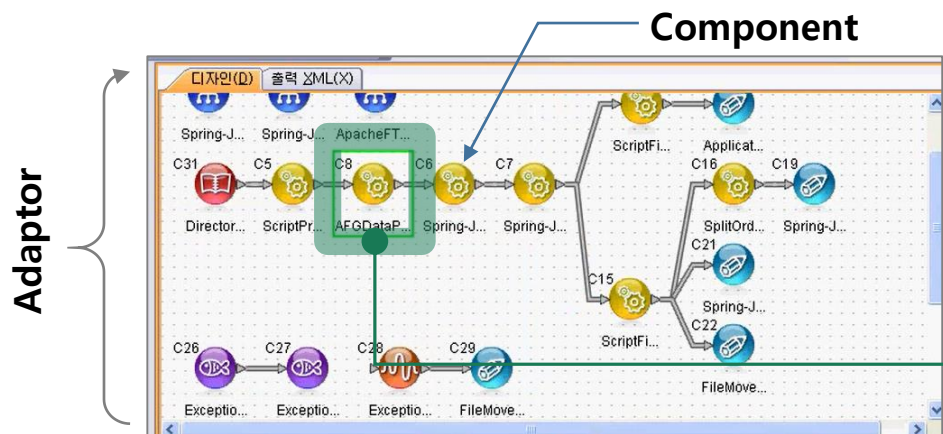 Component
Adaptor
디자인(D) 출력 XML(X)
Spring-J... Spring-J... ApacheFT...
ScriptFi... Applicat...
C31 C5 C8 C6 C7 C16 C19
Director... ScriptPr... AFGDataP... Spring-J... Spring-J... SplitOrd... Spring-J...
C21
C15
Spring-J...
C22
ScriptFi...
C26 C27 C28 C29
FileMove...
Exceptio... Exceptio... Exceptio... FileMove...